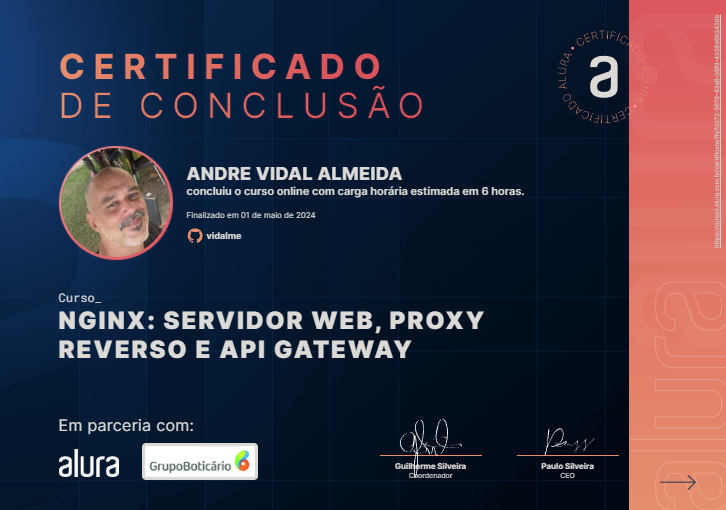 CERTIFICADO
DE CONCLUSÃO
CERTIFICADO ALURA • CERTIFICADO ALURA •
a
ANDRE VIDAL ALMEIDA
concluiu o curso online com carga horária estimada em 6 horas.
Finalizado em 01 de maio de 2024
vidalme
Curso_
NGINX: SERVIDOR WEB, PROXY
REVERSO E API GATEWAY
Em parceria com:
alura
GrupoBoticário
Guilherme Silveira
Coordenador
Paulo Silveira
CEO
alura